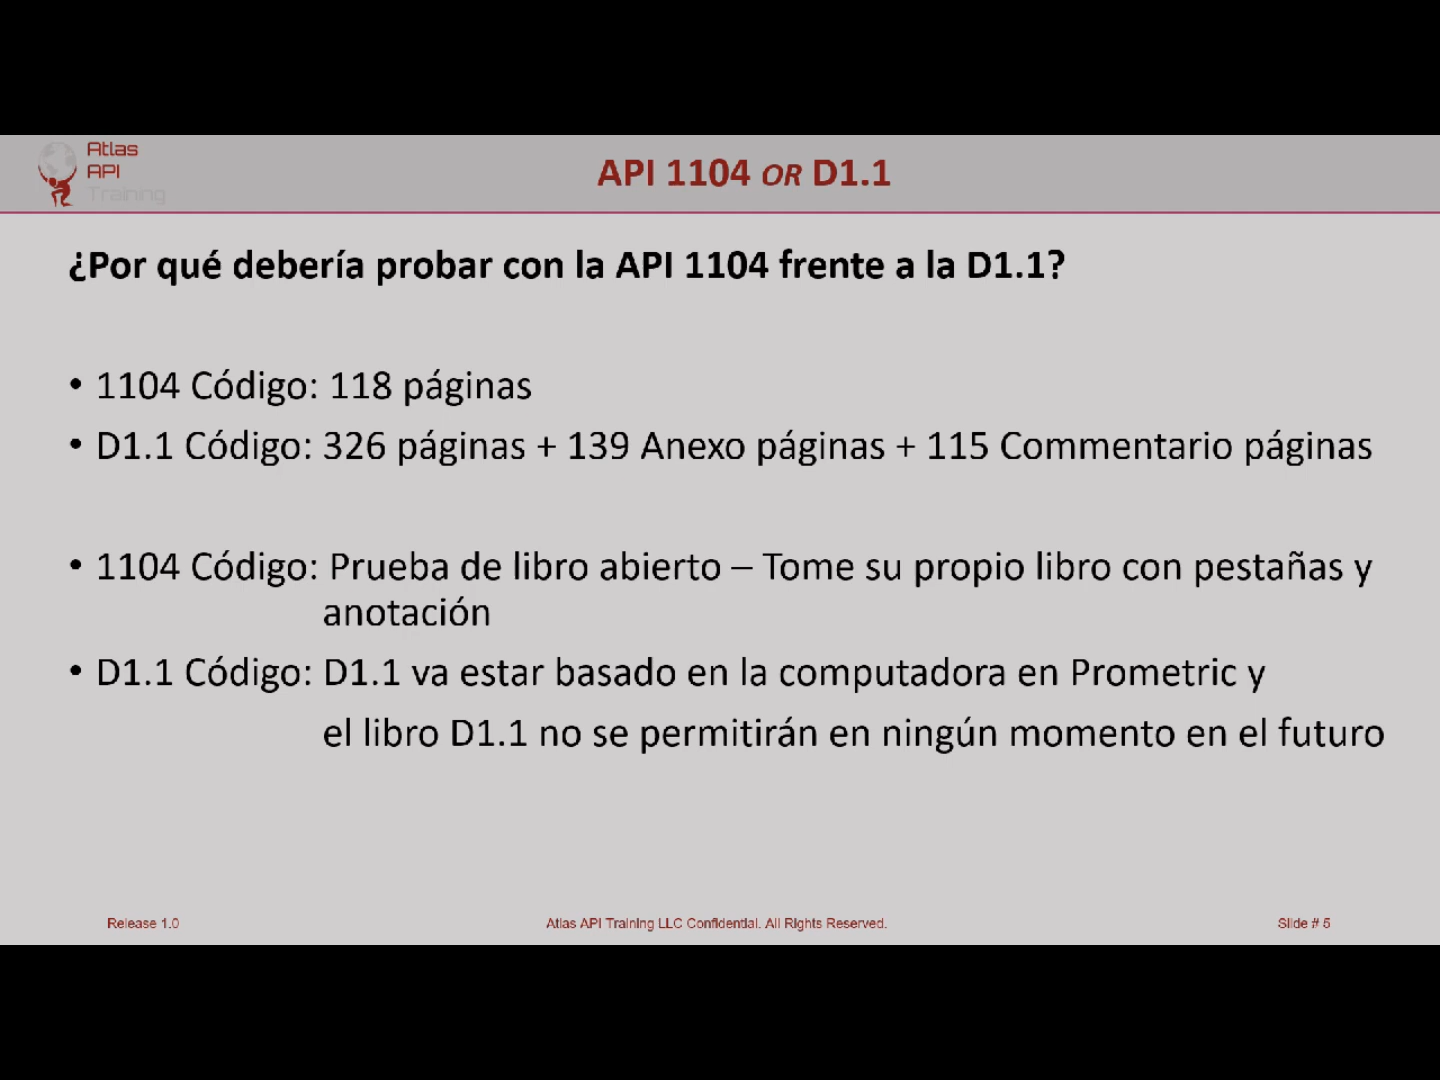 Atlas
API
Training
API 1104 OR D1.1
¿Por qué debería probar con la API 1104 frente a la D1.1?
• 1104 Código: 118 páginas
• D1.1 Código: 326 páginas + 139 Anexo páginas + 115 Commentario páginas
• 1104 Código: Prueba de libro abierto – Tome su propio libro con pestañas y
anotación
• D1.1 Código: D1.1 va estar basado en la computadora en Prometric y
el libro D1.1 no se permitirán en ningún momento en el futuro
Release 1.0
Atlas API Training LLC Confidential. All Rights Reserved.
Slide # 5